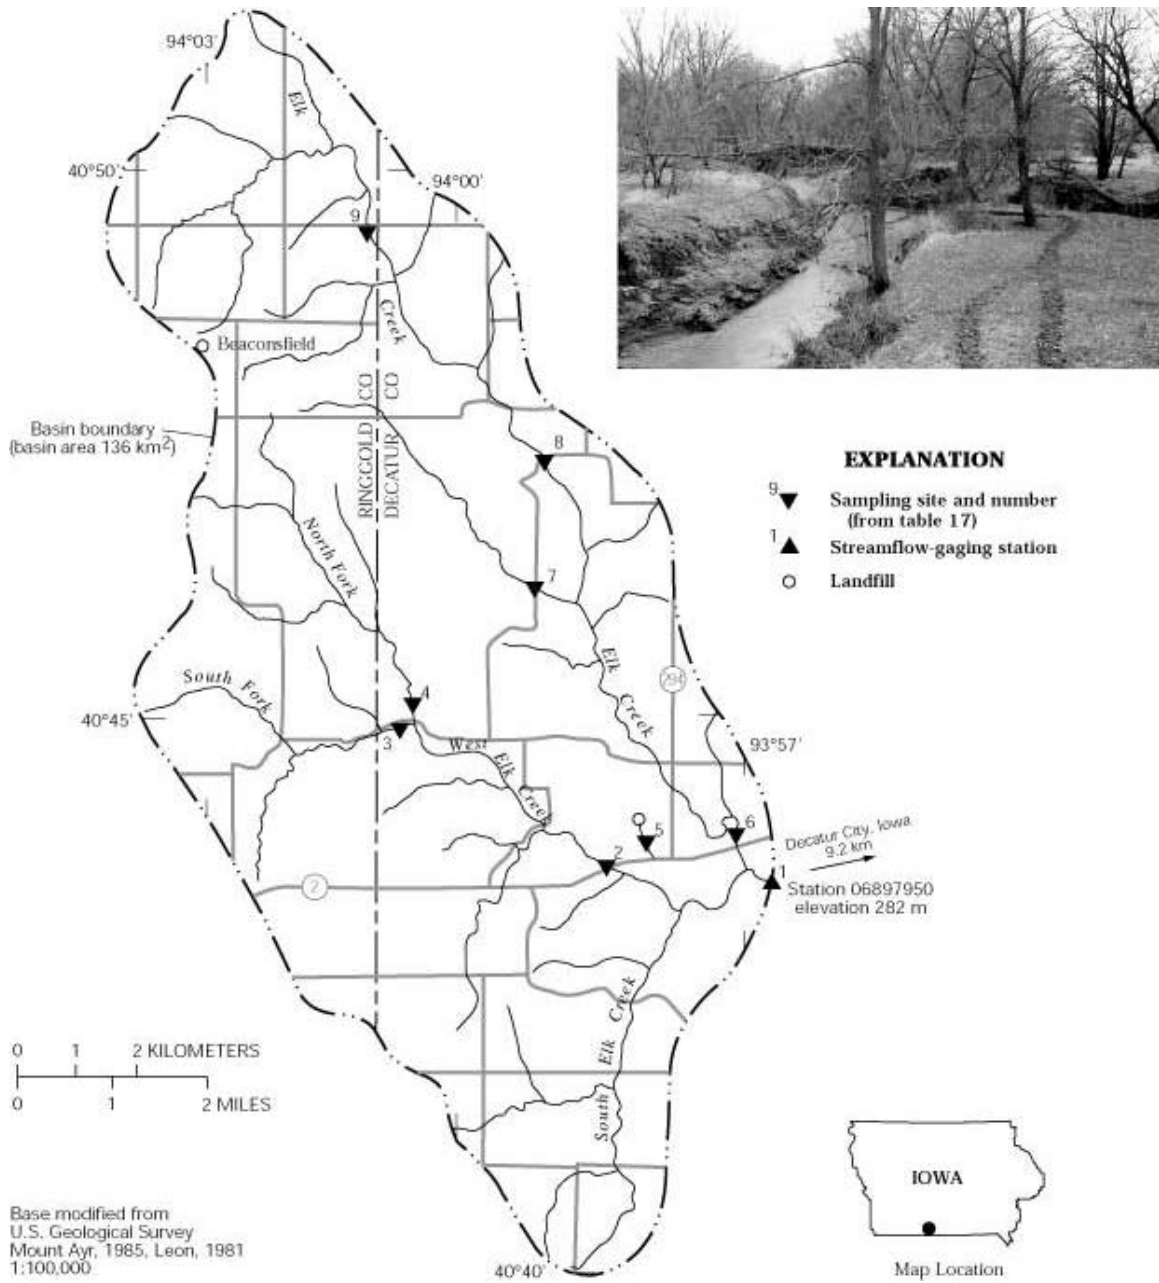 94°03'
Elk
40°50'
94°00'
9
Creek
Beaconsfield
RINGGOLD CO
DECATUR CO
Basin boundary
(basin area 136 km²)
8
EXPLANATION
9 Sampling site and number
(from table 17)
1 Streamflow-gaging station
Landfill
North Fork
7
Elk Creek
South Fork
294
4
40°45'
3
West Elk Creek
93°57'
5
6
2
Decatur City, Iowa
9.2 km
1
2
Station 06897950
elevation 282 m
South Elk Creek
0 1 2 KILOMETERS
0 1 2 MILES
IOWA
Base modified from
U.S. Geological Survey
Mount Ayr, 1985, Leon, 1981
1:100,000
40°40'
Map Location